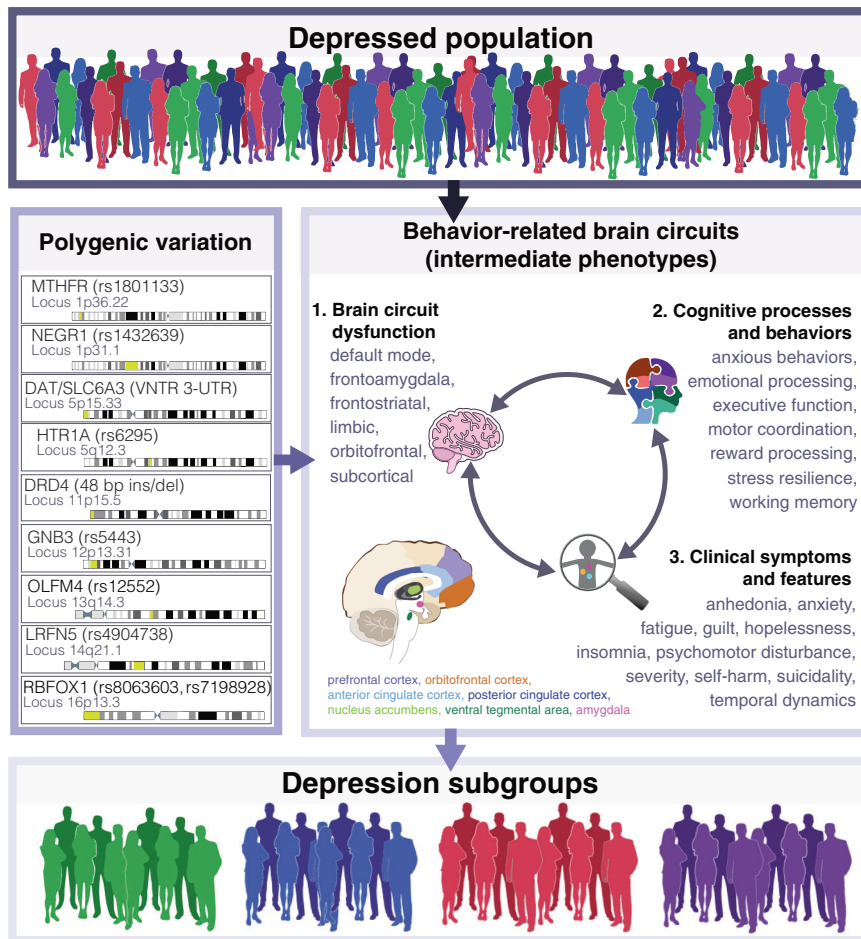 Depressed population
Polygenic variation
MTHFR (rs1801133)
Locus 1p36.22
NEGR1 (rs1432639)
Locus 1p31.1
DAT/SLC6A3 (VNTR 3-UTR)
Locus 5p15.33
HTR1A (rs6295)
Locus 5q12.3
DRD4 (48 bp ins/del)
Locus 11p15.5
GNB3 (rs5443)
Locus 12p13.31
OLFM4 (rs12552)
Locus 13q14.3
LRFN5 (rs4904738)
Locus 14q21.1
RBFOX1 (rs8063603, rs7198928)
Locus 16p13.3
Behavior-related brain circuits
(intermediate phenotypes)
1. Brain circuit
dysfunction
default mode,
frontoamygdala,
frontostriatal,
limbic,
orbitofrontal,
subcortical
2. Cognitive processes
and behaviors
anxious behaviors,
emotional processing,
executive function,
motor coordination,
reward processing,
stress resilience,
working memory
3. Clinical symptoms
and features
anhedonia, anxiety,
fatigue, guilt, hopelessness,
insomnia, psychomotor disturbance,
severity, self-harm, suicidality,
temporal dynamics
prefrontal cortex, orbitofrontal cortex,
anterior cingulate cortex, posterior cingulate cortex,
nucleus accumbens, ventral tegmental area, amygdala
Depression subgroups